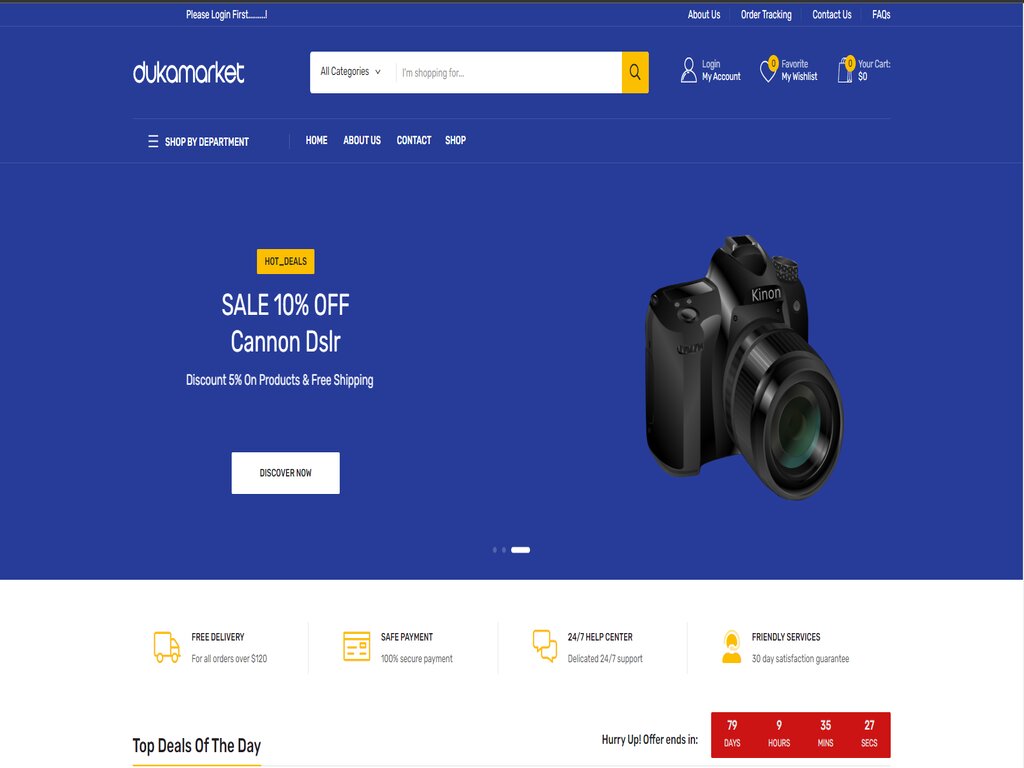 Please Login First.........!
About Us
Order Tracking
Contact Us
FAQs
dukamarket
All Categories
I'm shopping for...
Login
My Account
0
Favorite
My Wishlist
0
Your Cart:
$0
SHOP BY DEPARTMENT
HOME
ABOUT US
CONTACT
SHOP
HOT_DEALS
SALE 10% OFF
Cannon Dslr
Discount 5% On Products & Free Shipping
DISCOVER NOW
Kinon
FREE DELIVERY
For all orders over $120
SAFE PAYMENT
100% secure payment
24/7 HELP CENTER
Delicated 24/7 support
FRIENDLY SERVICES
30 day satisfaction guarantee
Top Deals Of The Day
Hurry Up! Offer ends in:
79 9 35 27
DAYS HOURS MINS SECS